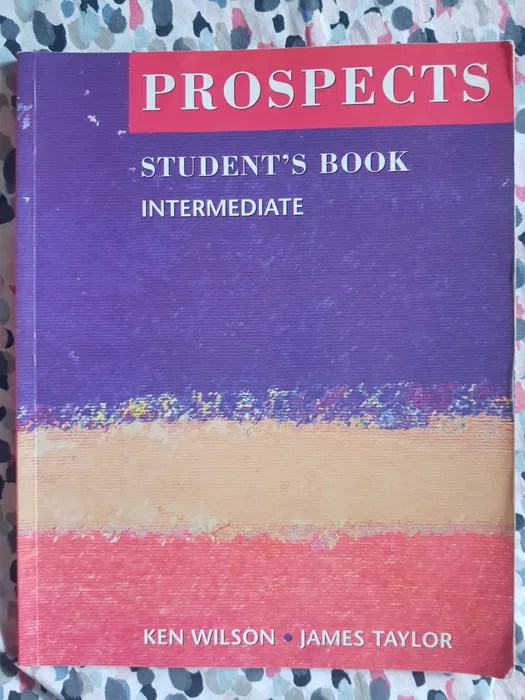 PROSPECTS
STUDENT'S BOOK
INTERMEDIATE
KEN WILSON • JAMES TAYLOR